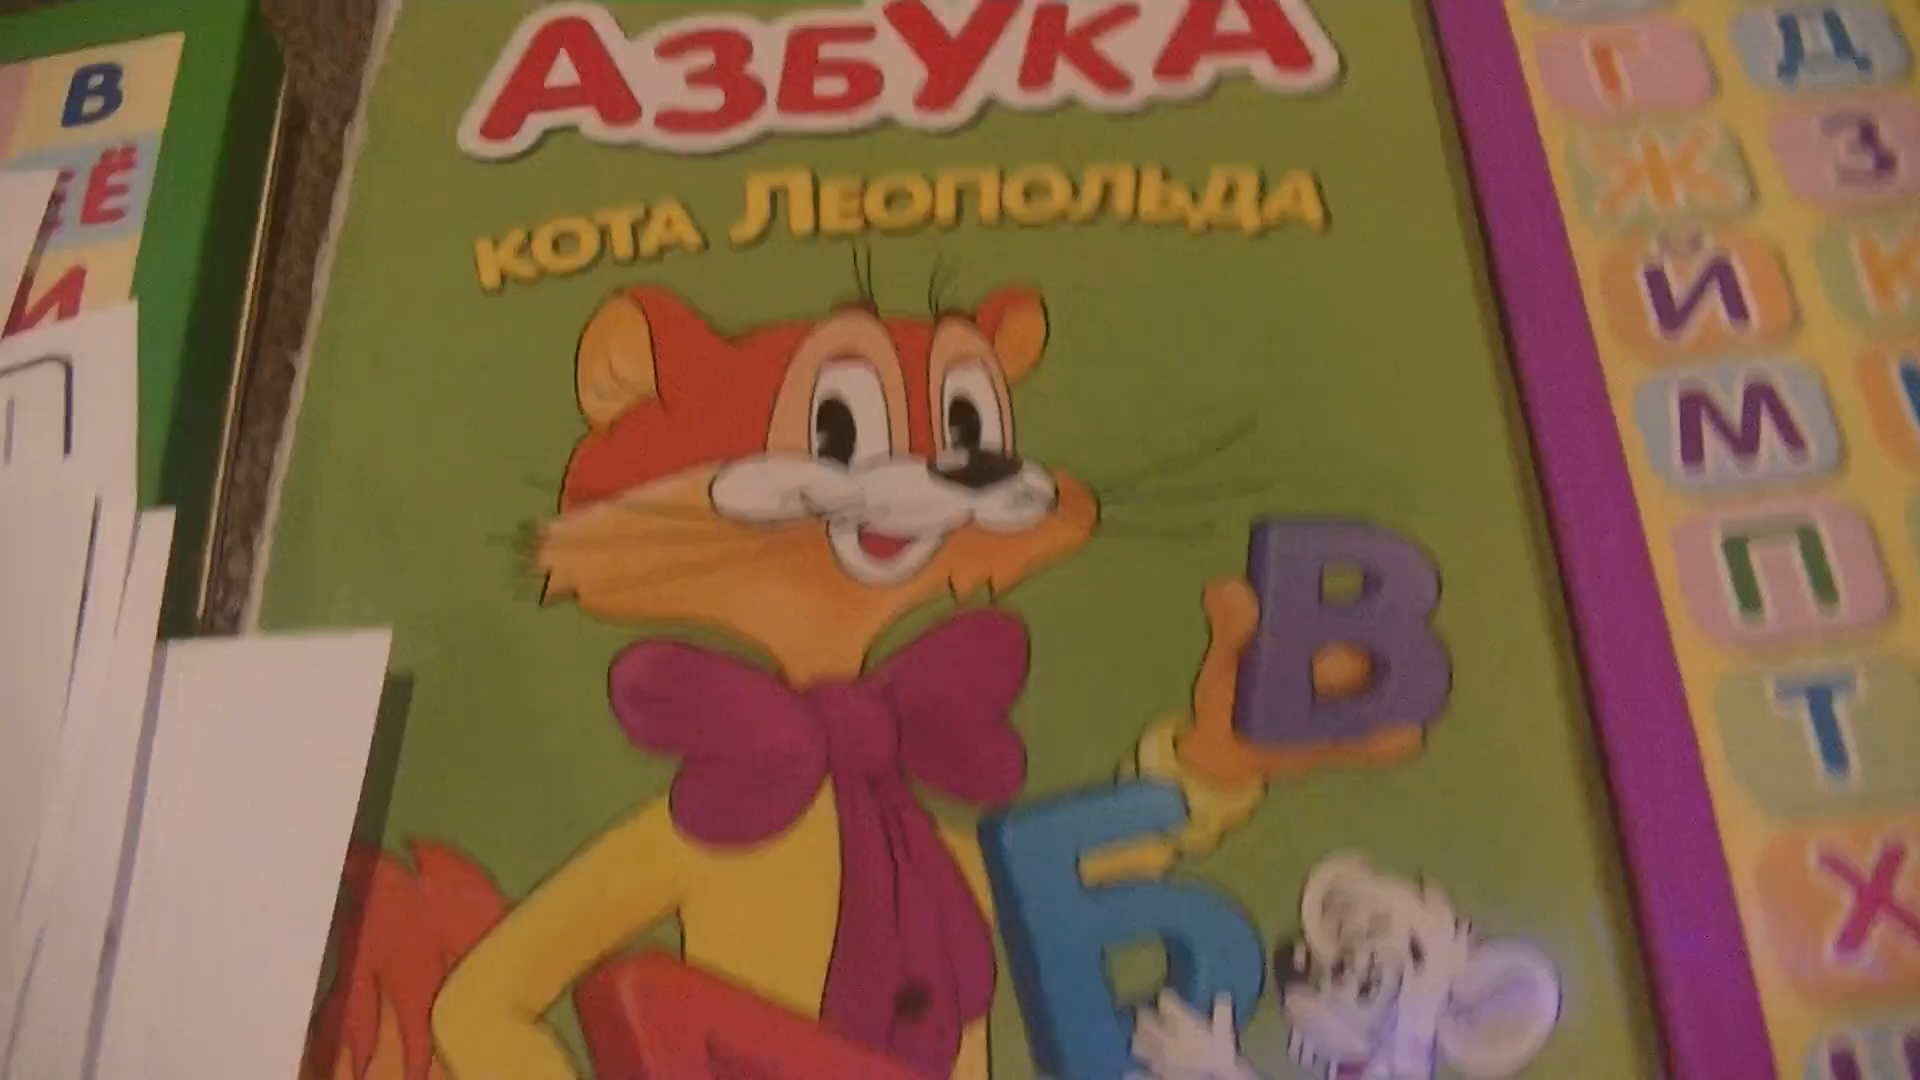 АЗБУКА
КОТА ЛЕОПОЛЬДА
В
Б
В
Ё
И
П
Г Д
Ж З
Й К
М
П
Т
Х